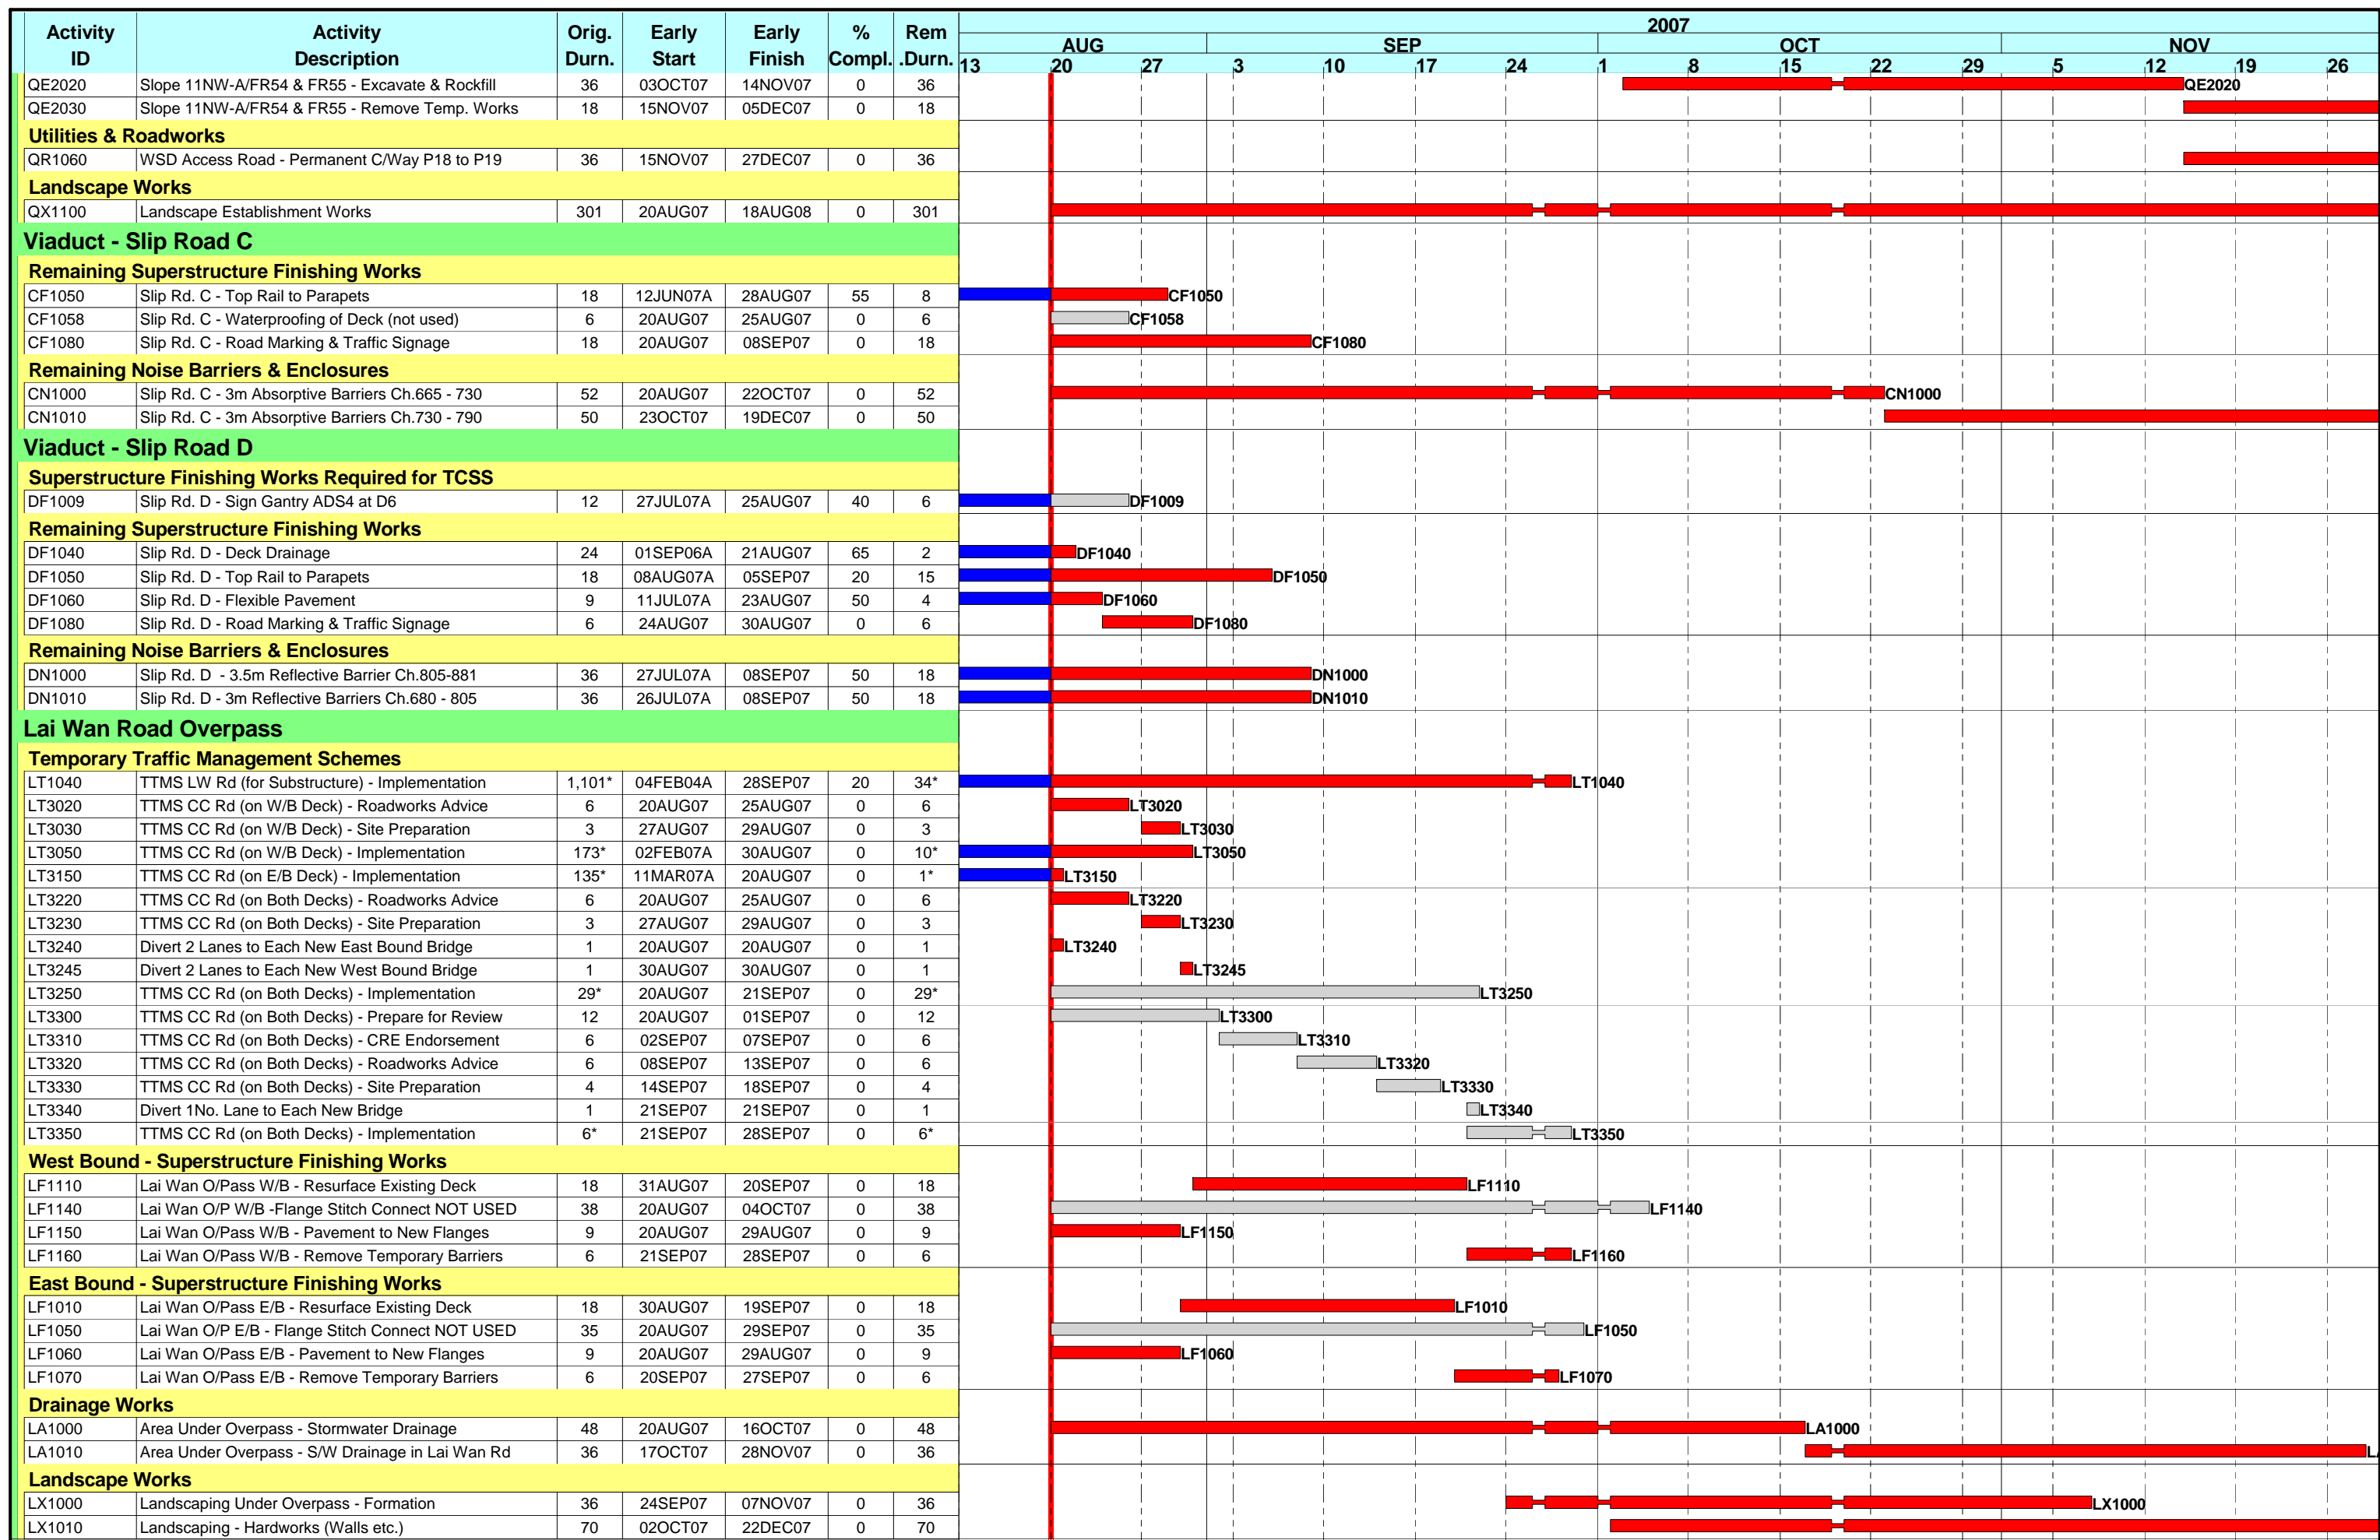 2007
Activity Activity Orig. Early Early % Rem AUG SEP OCT NOV
ID Description Durn. Start Finish Compl. .Durn. 13 20 27 3 10 17 24 1 8 15 22 29 5 12 19 26
QE2020 Slope 11NW-A/FR54 & FR55 - Excavate & Rockfill 36 03OCT07 14NOV07 0 36 QE2020
QE2030 Slope 11NW-A/FR54 & FR55 - Remove Temp. Works 18 15NOV07 05DEC07 0 18
Utilities & Roadworks
QR1060 WSD Access Road - Permanent C/Way P18 to P19 36 15NOV07 27DEC07 0 36
Landscape Works
QX1100 Landscape Establishment Works 301 20AUG07 18AUG08 0 301
Viaduct - Slip Road C
Remaining Superstructure Finishing Works
CF1050 Slip Rd. C - Top Rail to Parapets 18 12JUN07A 28AUG07 55 8 CF1050
CF1058 Slip Rd. C - Waterproofing of Deck (not used) 6 20AUG07 25AUG07 0 6 CF1058
CF1080 Slip Rd. C - Road Marking & Traffic Signage 18 20AUG07 08SEP07 0 18 CF1080
Remaining Noise Barriers & Enclosures
CN1000 Slip Rd. C - 3m Absorptive Barriers Ch.665 - 730 52 20AUG07 22OCT07 0 52 CN1000
CN1010 Slip Rd. C - 3m Absorptive Barriers Ch.730 - 790 50 23OCT07 19DEC07 0 50
Viaduct - Slip Road D
Superstructure Finishing Works Required for TCSS
DF1009 Slip Rd. D - Sign Gantry ADS4 at D6 12 27JUL07A 25AUG07 40 6 DF1009
Remaining Superstructure Finishing Works
DF1040 Slip Rd. D - Deck Drainage 24 01SEP06A 21AUG07 65 2 DF1040
DF1050 Slip Rd. D - Top Rail to Parapets 18 08AUG07A 05SEP07 20 15 DF1050
DF1060 Slip Rd. D - Flexible Pavement 9 11JUL07A 23AUG07 50 4 DF1060
DF1080 Slip Rd. D - Road Marking & Traffic Signage 6 24AUG07 30AUG07 0 6 DF1080
Remaining Noise Barriers & Enclosures
DN1000 Slip Rd. D - 3.5m Reflective Barrier Ch.805-881 36 27JUL07A 08SEP07 50 18 DN1000
DN1010 Slip Rd. D - 3m Reflective Barriers Ch.680 - 805 36 26JUL07A 08SEP07 50 18 DN1010
Lai Wan Road Overpass
Temporary Traffic Management Schemes
LT1040 TTMS LW Rd (for Substructure) - Implementation 1,101* 04FEB04A 28SEP07 20 34* LT1040
LT3020 TTMS CC Rd (on W/B Deck) - Roadworks Advice 6 20AUG07 25AUG07 0 6 LT3020
LT3030 TTMS CC Rd (on W/B Deck) - Site Preparation 3 27AUG07 29AUG07 0 3 LT3030
LT3050 TTMS CC Rd (on W/B Deck) - Implementation 173* 02FEB07A 30AUG07 0 10* LT3050
LT3150 TTMS CC Rd (on E/B Deck) - Implementation 135* 11MAR07A 20AUG07 0 1* LT3150
LT3220 TTMS CC Rd (on Both Decks) - Roadworks Advice 6 20AUG07 25AUG07 0 6 LT3220
LT3230 TTMS CC Rd (on Both Decks) - Site Preparation 3 27AUG07 29AUG07 0 3 LT3230
LT3240 Divert 2 Lanes to Each New East Bound Bridge 1 20AUG07 20AUG07 0 1 LT3240
LT3245 Divert 2 Lanes to Each New West Bound Bridge 1 30AUG07 30AUG07 0 1 LT3245
LT3250 TTMS CC Rd (on Both Decks) - Implementation 29* 20AUG07 21SEP07 0 29* LT3250
LT3300 TTMS CC Rd (on Both Decks) - Prepare for Review 12 20AUG07 01SEP07 0 12 LT3300
LT3310 TTMS CC Rd (on Both Decks) - CRE Endorsement 6 02SEP07 07SEP07 0 6 LT3310
LT3320 TTMS CC Rd (on Both Decks) - Roadworks Advice 6 08SEP07 13SEP07 0 6 LT3320
LT3330 TTMS CC Rd (on Both Decks) - Site Preparation 4 14SEP07 18SEP07 0 4 LT3330
LT3340 Divert 1No. Lane to Each New Bridge 1 21SEP07 21SEP07 0 1 LT3340
LT3350 TTMS CC Rd (on Both Decks) - Implementation 6* 21SEP07 28SEP07 0 6* LT3350
West Bound - Superstructure Finishing Works
LF1110 Lai Wan O/Pass W/B - Resurface Existing Deck 18 31AUG07 20SEP07 0 18 LF1110
LF1140 Lai Wan O/P W/B -Flange Stitch Connect NOT USED 38 20AUG07 04OCT07 0 38 LF1140
LF1150 Lai Wan O/Pass W/B - Pavement to New Flanges 9 20AUG07 29AUG07 0 9 LF1150
LF1160 Lai Wan O/Pass W/B - Remove Temporary Barriers 6 21SEP07 28SEP07 0 6 LF1160
East Bound - Superstructure Finishing Works
LF1010 Lai Wan O/Pass E/B - Resurface Existing Deck 18 30AUG07 19SEP07 0 18 LF1010
LF1050 Lai Wan O/P E/B - Flange Stitch Connect NOT USED 35 20AUG07 29SEP07 0 35 LF1050
LF1060 Lai Wan O/Pass E/B - Pavement to New Flanges 9 20AUG07 29AUG07 0 9 LF1060
LF1070 Lai Wan O/Pass E/B - Remove Temporary Barriers 6 20SEP07 27SEP07 0 6 LF1070
Drainage Works
LA1000 Area Under Overpass - Stormwater Drainage 48 20AUG07 16OCT07 0 48 LA1000
LA1010 Area Under Overpass - S/W Drainage in Lai Wan Rd 36 17OCT07 28NOV07 0 36
Landscape Works
LX1000 Landscaping Under Overpass - Formation 36 24SEP07 07NOV07 0 36 LX1000
LX1010 Landscaping - Hardworks (Walls etc.) 70 02OCT07 22DEC07 0 70